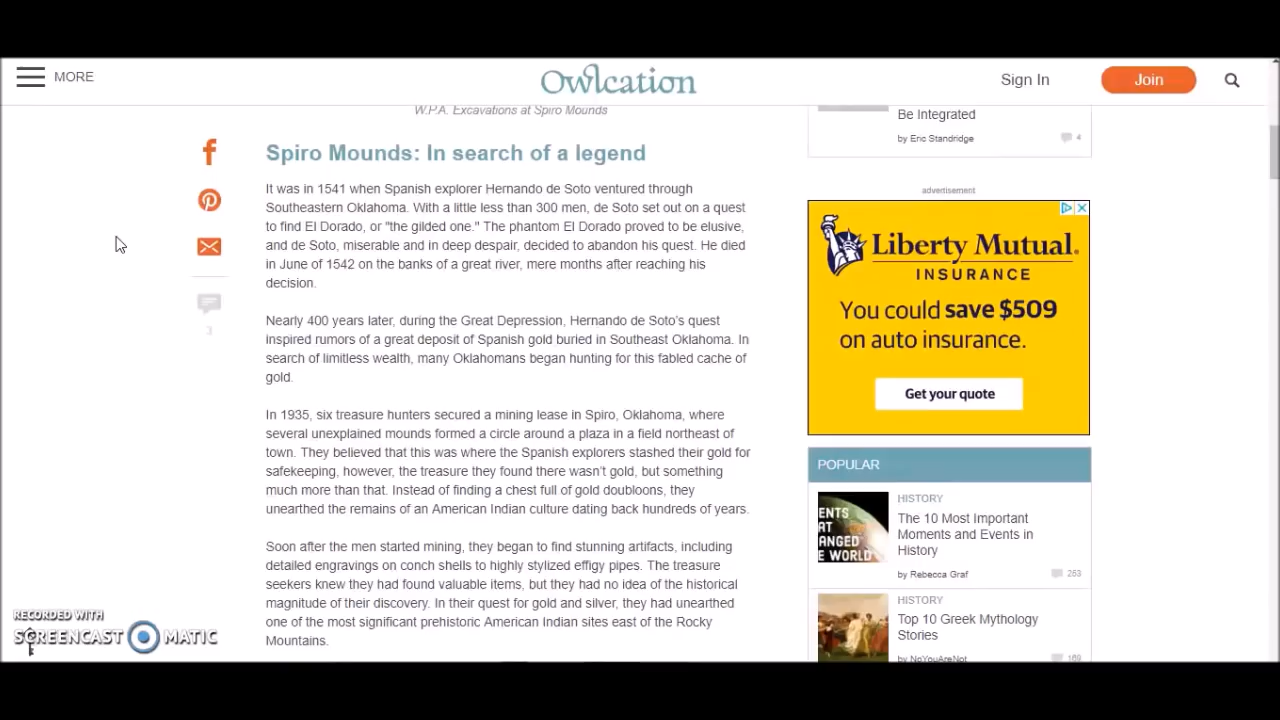 MORE
Owlcation
Sign In
Join
W.P.A. Excavations at Spiro Mounds
Spiro Mounds: In search of a legend
It was in 1541 when Spanish explorer Hernando de Soto ventured through
Southeastern Oklahoma. With a little less than 300 men, de Soto set out on a quest
to find El Dorado, or "the gilded one." The phantom El Dorado proved to be elusive,
and de Soto, miserable and in deep despair, decided to abandon his quest. He died
in June of 1542 on the banks of a great river, mere months after reaching his
decision.
Nearly 400 years later, during the Great Depression, Hernando de Soto's quest
inspired rumors of a great deposit of Spanish gold buried in Southeast Oklahoma. In
search of limitless wealth, many Oklahomans began hunting for this fabled cache of
gold.
In 1935, six treasure hunters secured a mining lease in Spiro, Oklahoma, where
several unexplained mounds formed a circle around a plaza in a field northeast of
town. They believed that this was where the Spanish explorers stashed their gold for
safekeeping, however, the treasure they found there wasn't gold, but something
much more than that. Instead of finding a chest full of gold doubloons, they
unearthed the remains of an American Indian culture dating back hundreds of years.
Soon after the men started mining, they began to find stunning artifacts, including
detailed engravings on conch shells to highly stylized effigy pipes. The treasure
seekers knew they had found valuable items, but they had no idea of the historical
magnitude of their discovery. In their quest for gold and silver, they had unearthed
one of the most significant prehistoric American Indian sites east of the Rocky
Mountains.
3
Be Integrated
by Eric Standridge
4
advertisement
Liberty Mutual.
INSURANCE
You could save $509
on auto insurance.
Get your quote
POPULAR
ENTS
AT
ANGED
E WORLD
HISTORY
The 10 Most Important
Moments and Events in
History
by Rebecca Graf
253
HISTORY
Top 10 Greek Mythology
Stories
by NoYouAreNot
169
RECORDED WITH
SCREENCAST MATIC